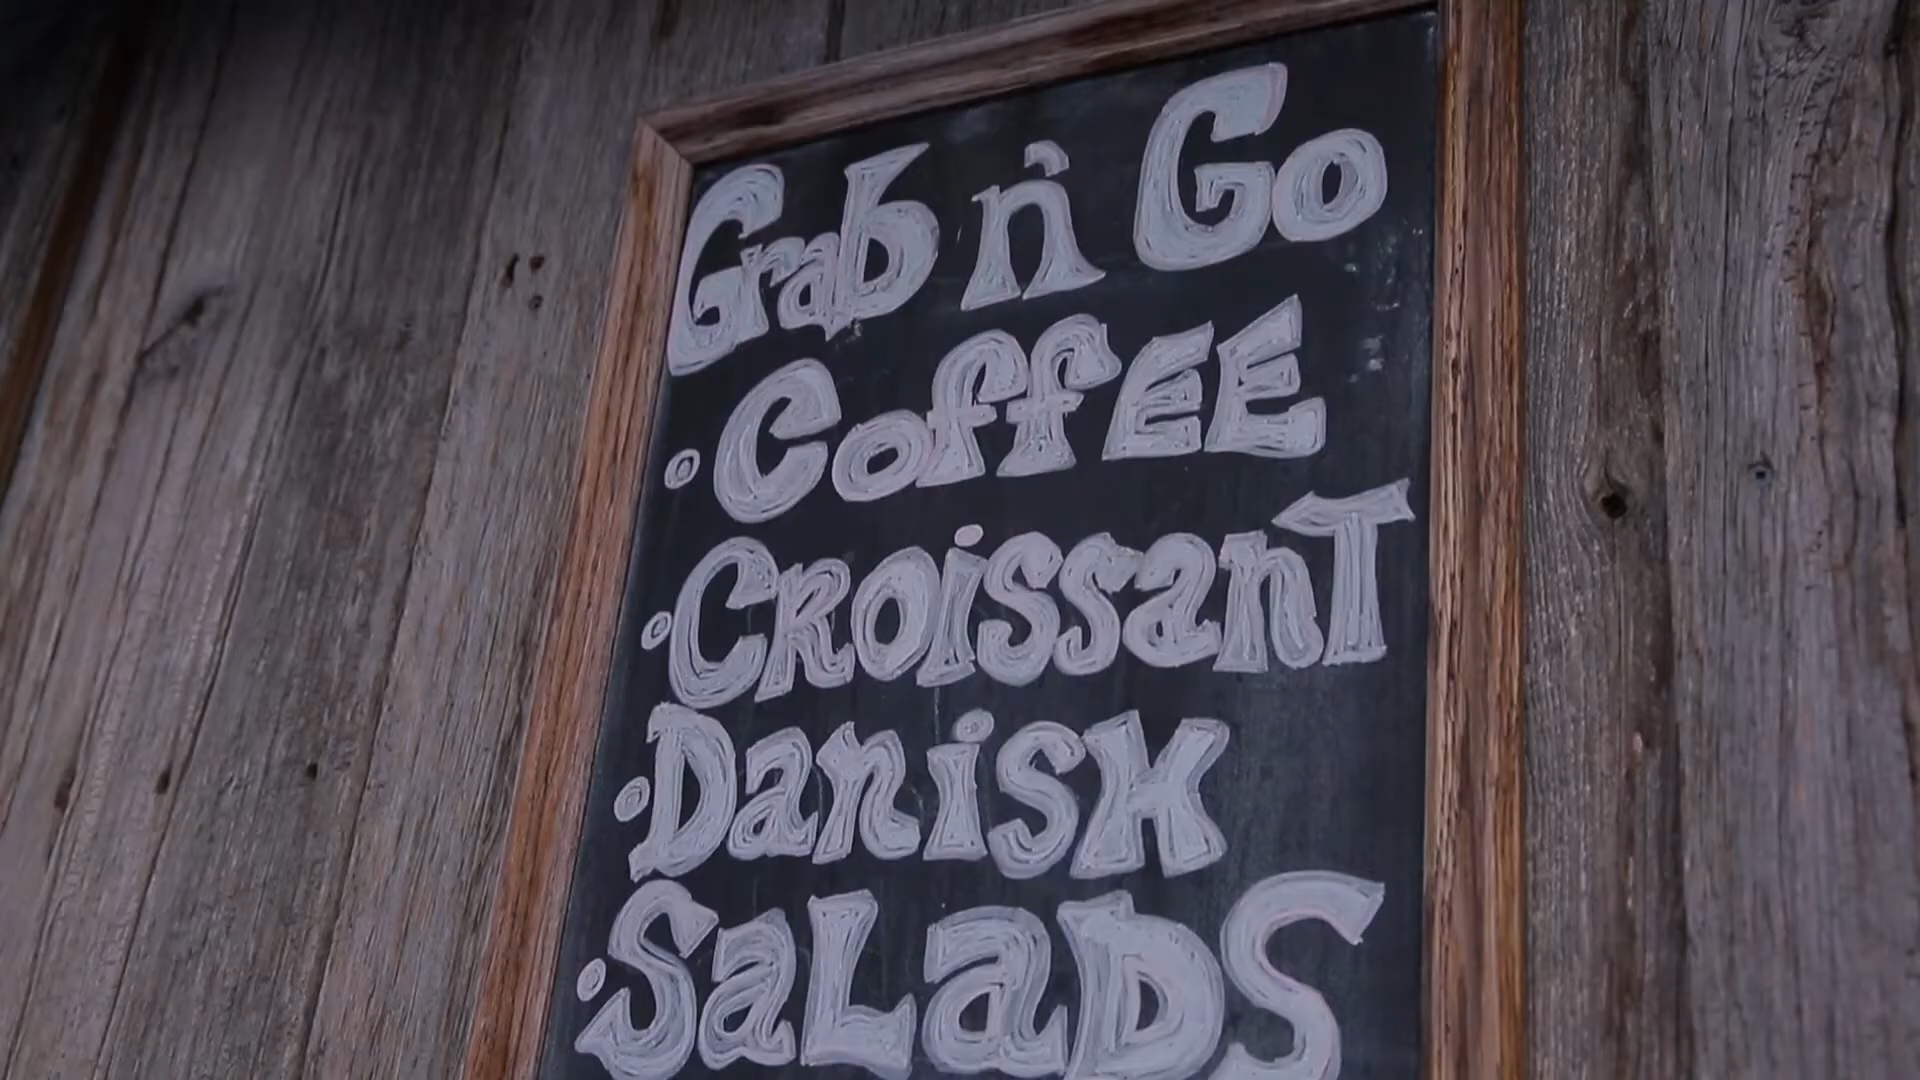 Grab n' Go
• CoffEE
• CRoissanT
• DanisH
• SaLaDS